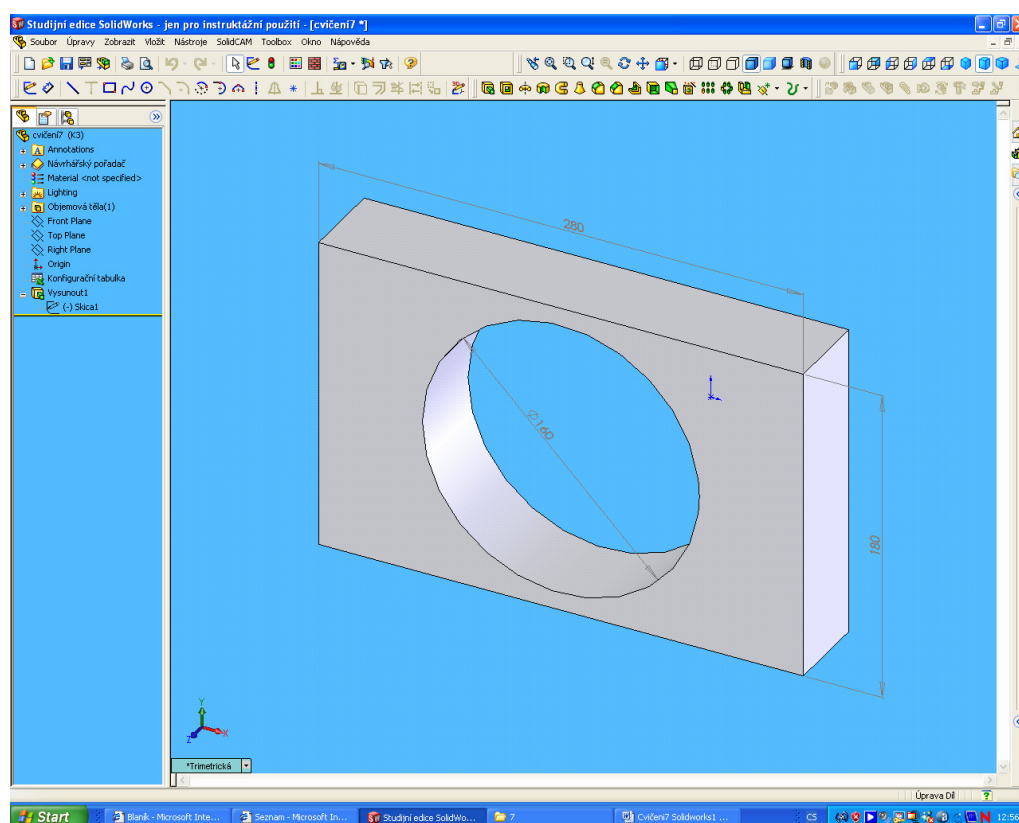 Studijní edice SolidWorks - jen pro instruktážní použití - [cvičení7 *]
Soubor Úpravy Zobrazit Vložit Nástroje SolidCAM Toolbox Okno Nápověda
cvičení7 (K3)
Annotations
Návrhářský pořadač
Material <not specified>
Lighting
Objemová těla(1)
Front Plane
Top Plane
Right Plane
Origin
Konfigurační tabulka
Vysunout1
(-) Skica1
280
Ø160
180
Y
X
Z
*Trimetrická
Úprava Díl
Start
Blaník - Microsoft Inte...
Seznam - Microsoft In...
Studijní edice SolidWo...
7
Cvičení7 Solidworks1 ...
CS
N
12:56